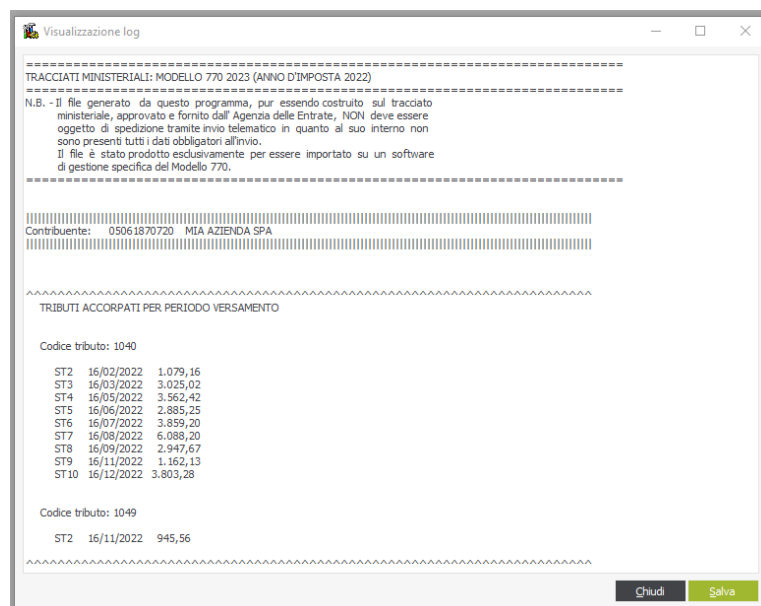 Visualizzazione log
==========================================================================
TRACCIATI MINISTERIALI: MODELLO 770 2023 (ANNO D'IMPOSTA 2022)
==========================================================================
N.B. - Il file generato da questo programma, pur essendo costruito sul tracciato
ministeriale, approvato e fornito dall' Agenzia delle Entrate, NON deve essere
oggetto di spedizione tramite invio telematico in quanto al suo interno non
sono presenti tutti i dati obbligatori all'invio.
Il file è stato prodotto esclusivamente per essere importato su un software
di gestione specifica del Modello 770.
==========================================================================
Contribuente: 05061870720 MIA AZIENDA SPA
^^^^^^^^^^^^^^^^^^^^^^^^^^^^^^^^^^^^^^^^^^^^^^^^^^^^^^^^^^^^^^^^^^^^^^
TRIBUTI ACCORPATI PER PERIODO VERSAMENTO
Codice tributo: 1040
ST2 16/02/2022 1.079,16
ST3 16/03/2022 3.025,02
ST4 16/05/2022 3.562,42
ST5 16/06/2022 2.885,25
ST6 16/07/2022 3.859,20
ST7 16/08/2022 6.088,20
ST8 16/09/2022 2.947,67
ST9 16/11/2022 1.162,13
ST10 16/12/2022 3.803,28
Codice tributo: 1049
ST2 16/11/2022 945,56
^^^^^^^^^^^^^^^^^^^^^^^^^^^^^^^^^^^^^^^^^^^^^^^^^^^^^^^^^^^^^^^^^^^^^^
Chiudi Salva